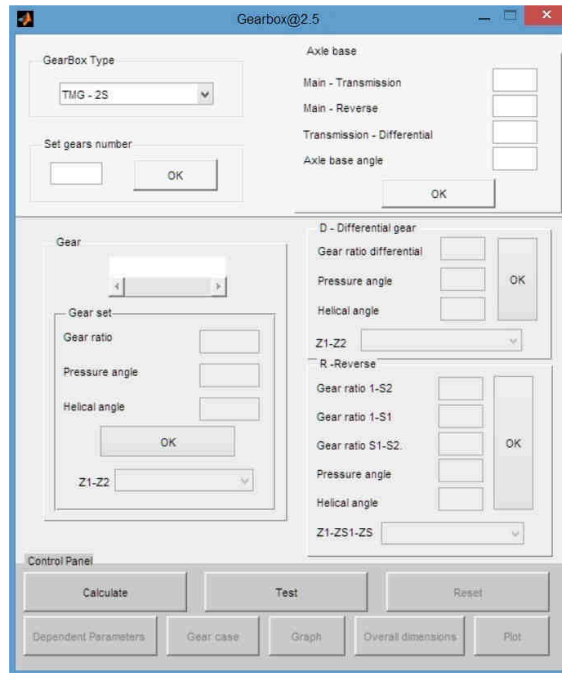 Gearbox@2.5
GearBox Type
TMG - 2S
Set gears number
OK
Axle base
Main - Transmission
Main - Reverse
Transmission - Differential
Axle base angle
OK
Gear
Gear set
Gear ratio
Pressure angle
Helical angle
OK
Z1-Z2
D - Differential gear
Gear ratio differential
Pressure angle
Helical angle
OK
Z1-Z2
R -Reverse
Gear ratio 1-S2
Gear ratio 1-S1
Gear ratio S1-S2.
Pressure angle
Helical angle
OK
Z1-ZS1-ZS
Control Panel
Calculate Test Reset
Dependent Parameters Gear case Graph Overall dimensions Plot